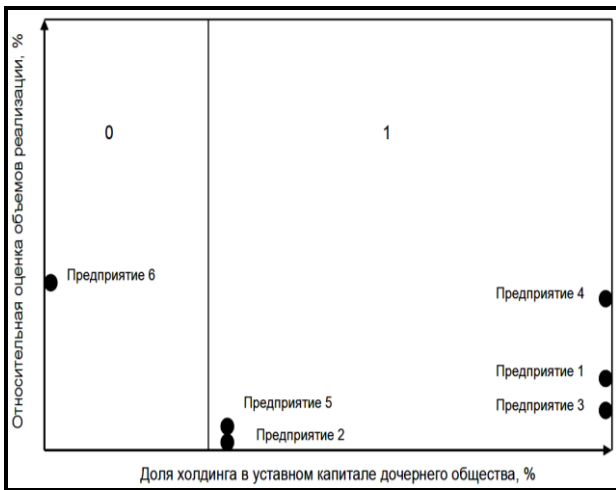 Относительная оценка объемов реализации, %
0
1
Предприятие 6
Предприятие 4
Предприятие 1
Предприятие 5
Предприятие 3
Предприятие 2
Доля холдинга в уставном капитале дочернего общества, %